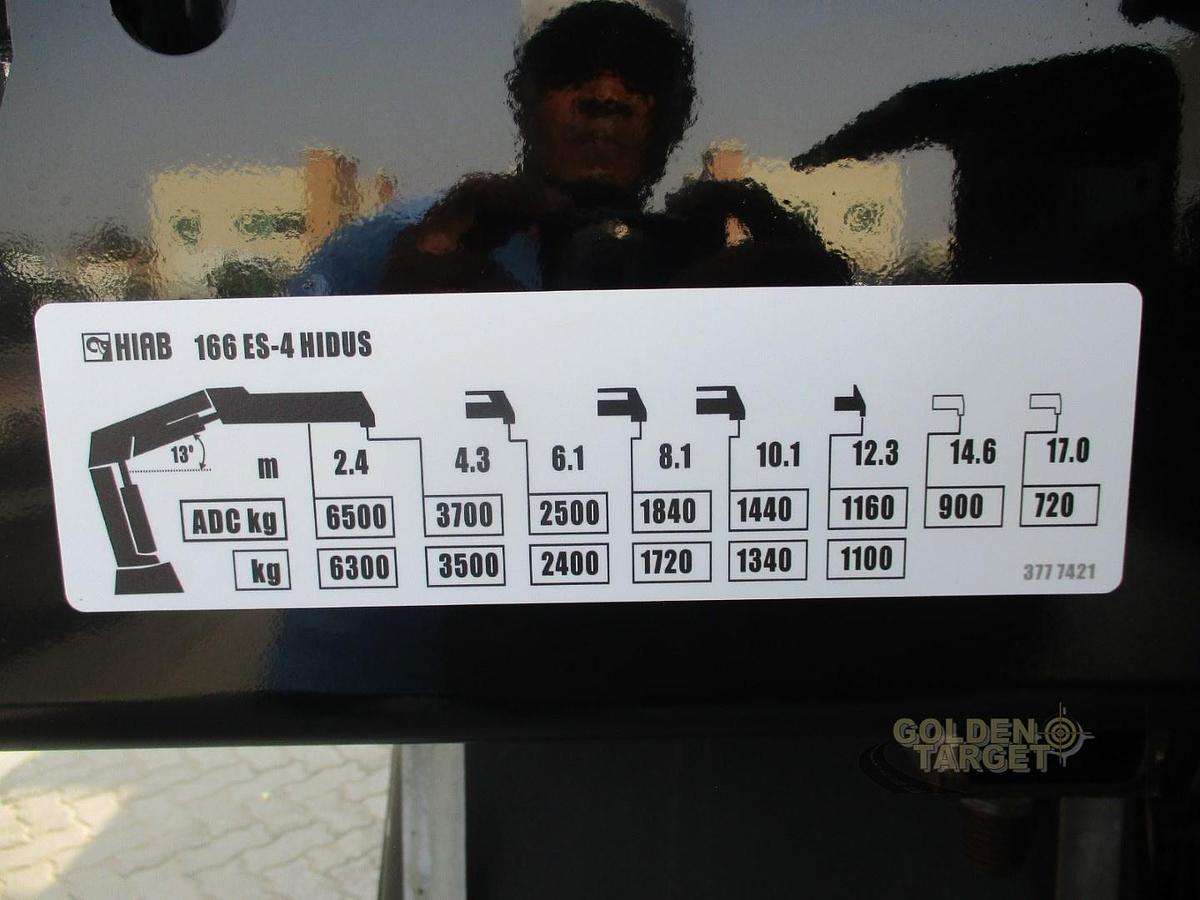 HIAB 166 ES-4 HIDUS
13°
m 2.4 4.3 6.1 8.1 10.1 12.3 14.6 17.0
ADC kg 6500 3700 2500 1840 1440 1160 900 720
kg 6300 3500 2400 1720 1340 1100
377 7421
GOLDEN
TARGET